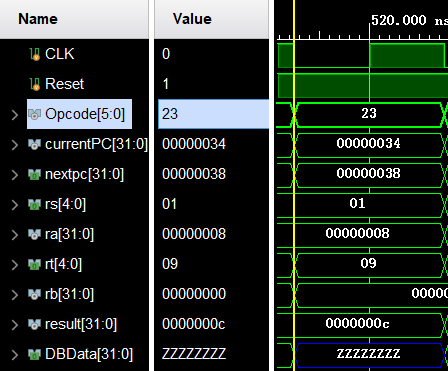 Name Value 520.000 ns
CLK 0
Reset 1
Opcode[5:0] 23 23
currentPC[31:0] 00000034 00000034
nextpc[31:0] 00000038 00000038
rs[4:0] 01 01
ra[31:0] 00000008 00000008
rt[4:0] 09 09
rb[31:0] 00000000 00000
result[31:0] 0000000c 0000000c
DBData[31:0] ZZZZZZZZ ZZZZZZZZ